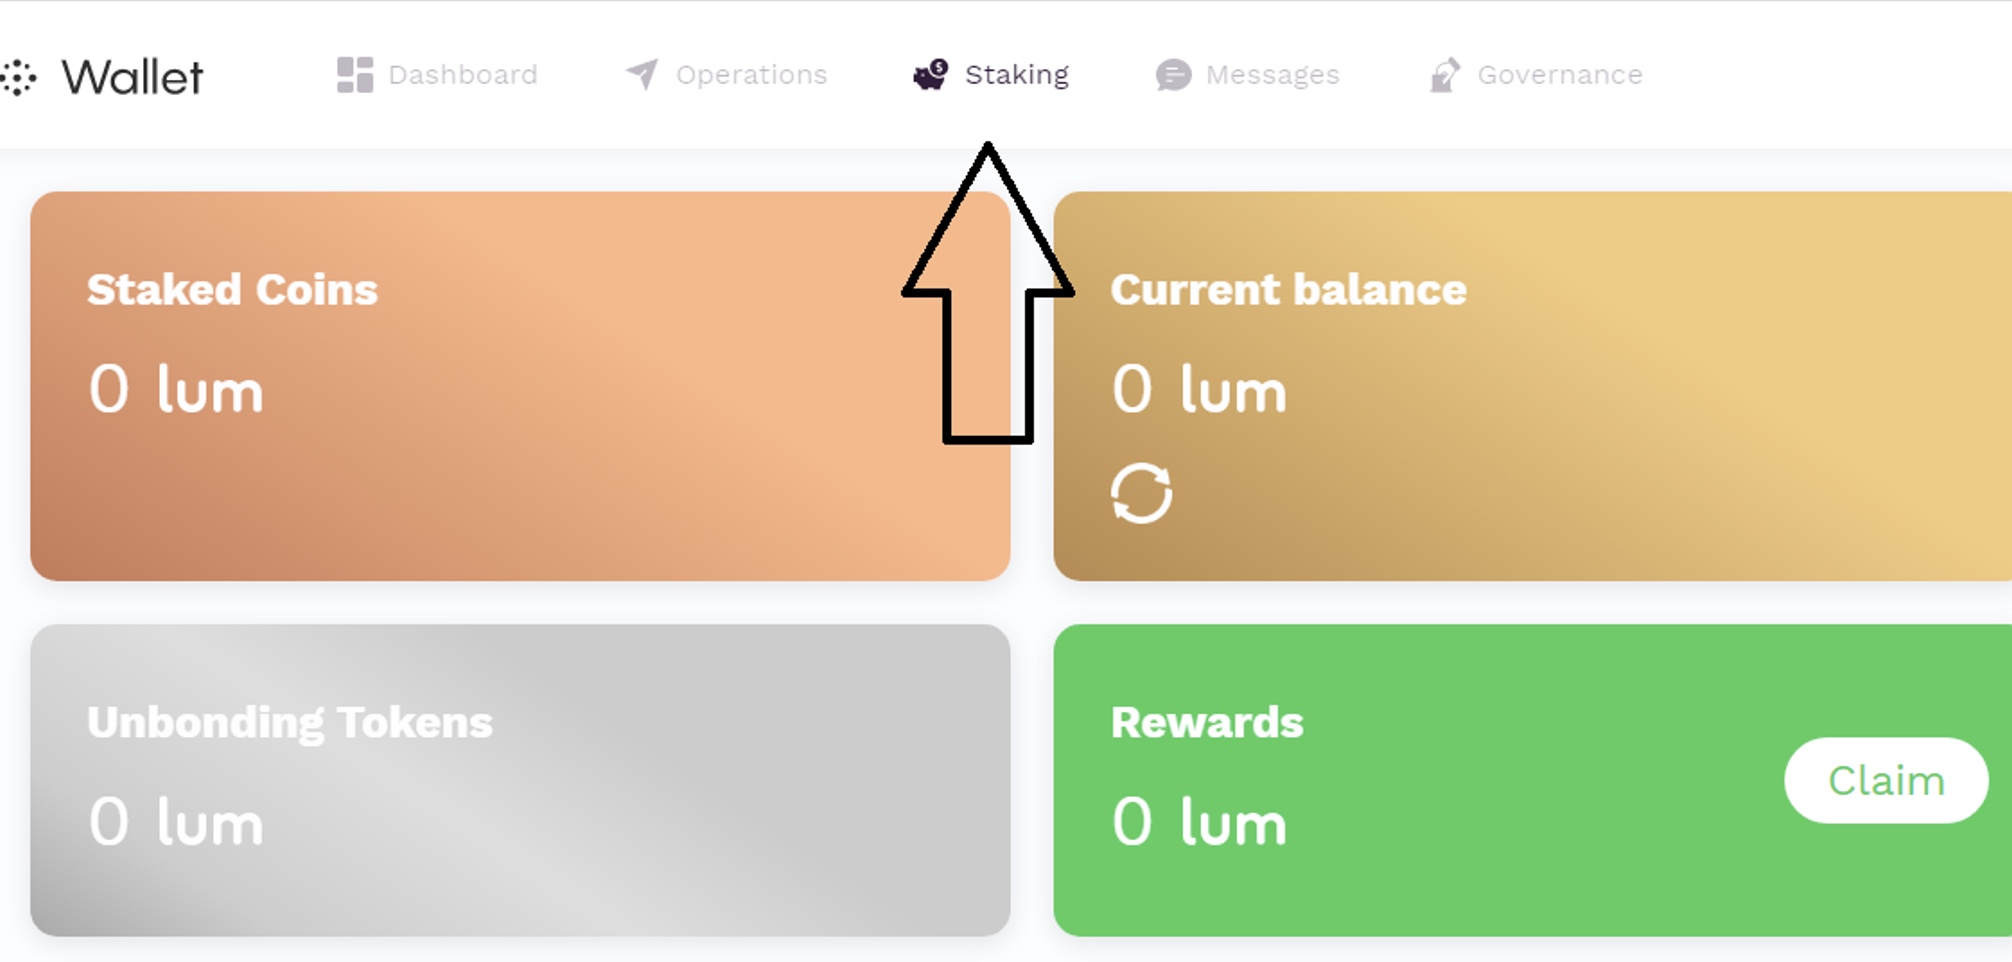 Wallet Dashboard Operations Staking Messages Governance
Staked Coins
0 lum
Current balance
0 lum
Unbonding Tokens
0 lum
Rewards
0 lum
Claim